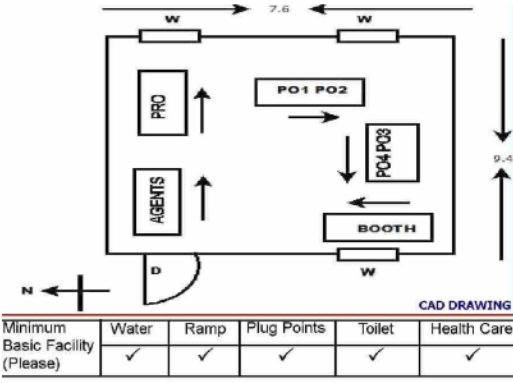 7.6
W W
PO1 PO2
PRO
PO4 PO3
9.4
AGENTS
BOOTH
D
W
N
CAD DRAWING
Minimum Basic Facility (Please) Water Ramp Plug Points Toilet Health Care
✓ ✓ ✓ ✓ ✓